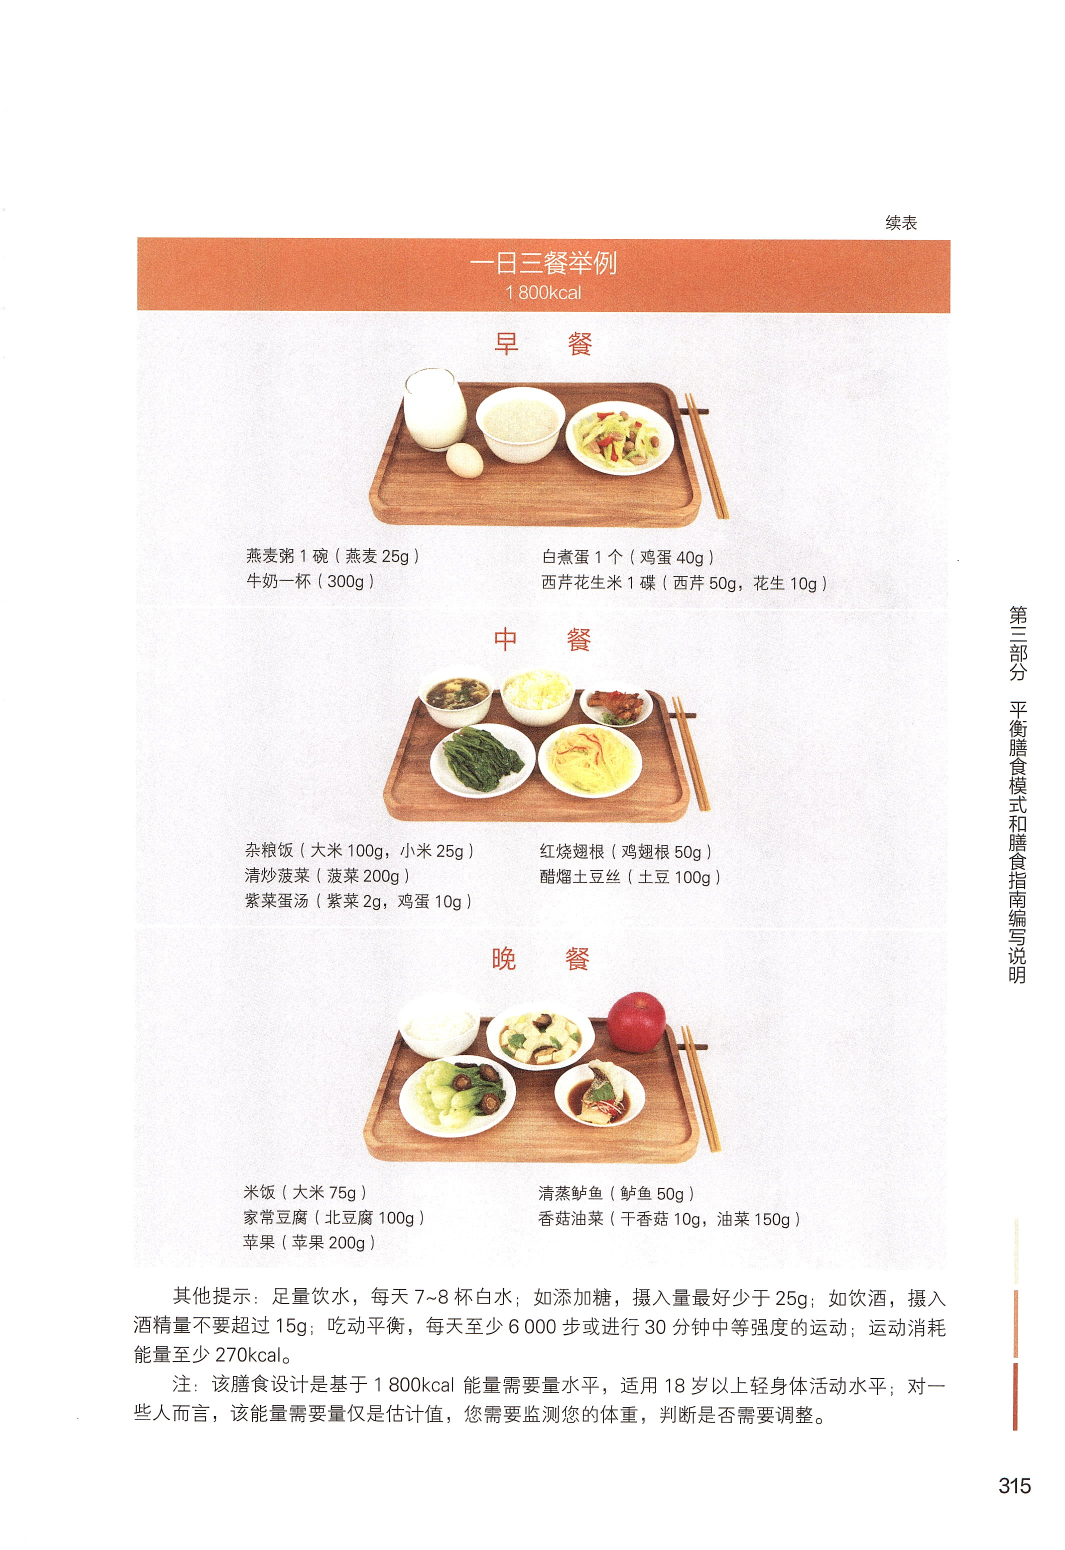 续表
一日三餐举例
1 800kcal
早 餐
燕麦粥 1 碗（燕麦 25g）
牛奶一杯（300g）
白煮蛋 1 个（鸡蛋 40g）
西芹花生米 1 碟（西芹 50g，花生 10g）
中 餐
杂粮饭（大米 100g，小米 25g）
清炒菠菜（菠菜 200g）
紫菜蛋汤（紫菜 2g，鸡蛋 10g）
红烧翅根（鸡翅根 50g）
醋熘土豆丝（土豆 100g）
晚 餐
米饭（大米 75g）
家常豆腐（北豆腐 100g）
苹果（苹果 200g）
清蒸鲈鱼（鲈鱼 50g）
香菇油菜（干香菇 10g，油菜 150g）
其他提示：足量饮水，每天 7~8 杯白水；如添加糖，摄入量最好少于 25g；如饮酒，摄入
酒精量不要超过 15g；吃动平衡，每天至少 6 000 步或进行 30 分钟中等强度的运动；运动消耗
能量至少 270kcal。
注：该膳食设计是基于 1 800kcal 能量需要量水平，适用 18 岁以上轻身体活动水平；对一
些人而言，该能量需要量仅是估计值，您需要监测您的体重，判断是否需要调整。
第三部分 平衡膳食模式和膳食指南编写说明
315